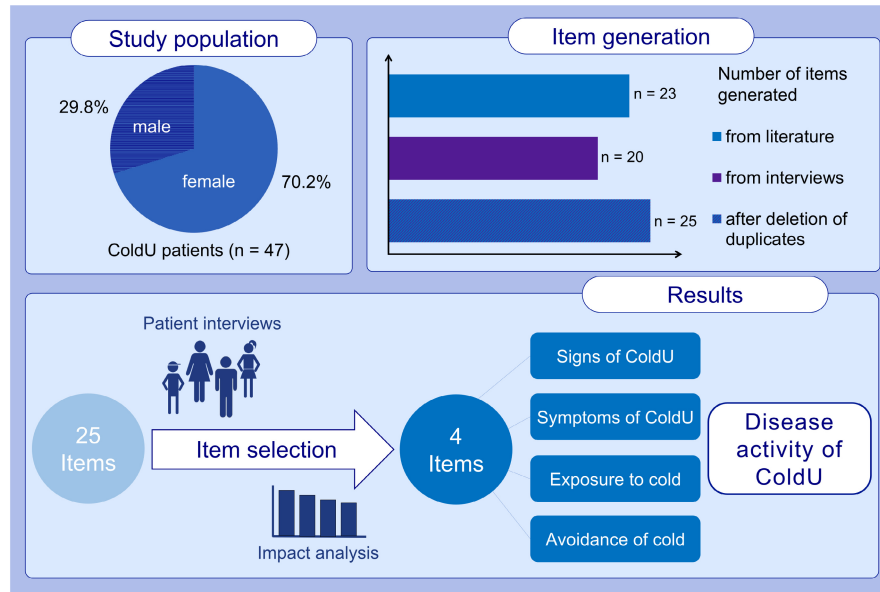 Study population
29.8%
male
female
70.2%
ColdU patients (n = 47)
Item generation
n = 23
n = 20
n = 25
Number of items
generated
from literature
from interviews
after deletion of
duplicates
Results
Patient interviews
25
Items
Item selection
Impact analysis
4
Items
Signs of ColdU
Symptoms of ColdU
Exposure to cold
Avoidance of cold
Disease
activity of
ColdU